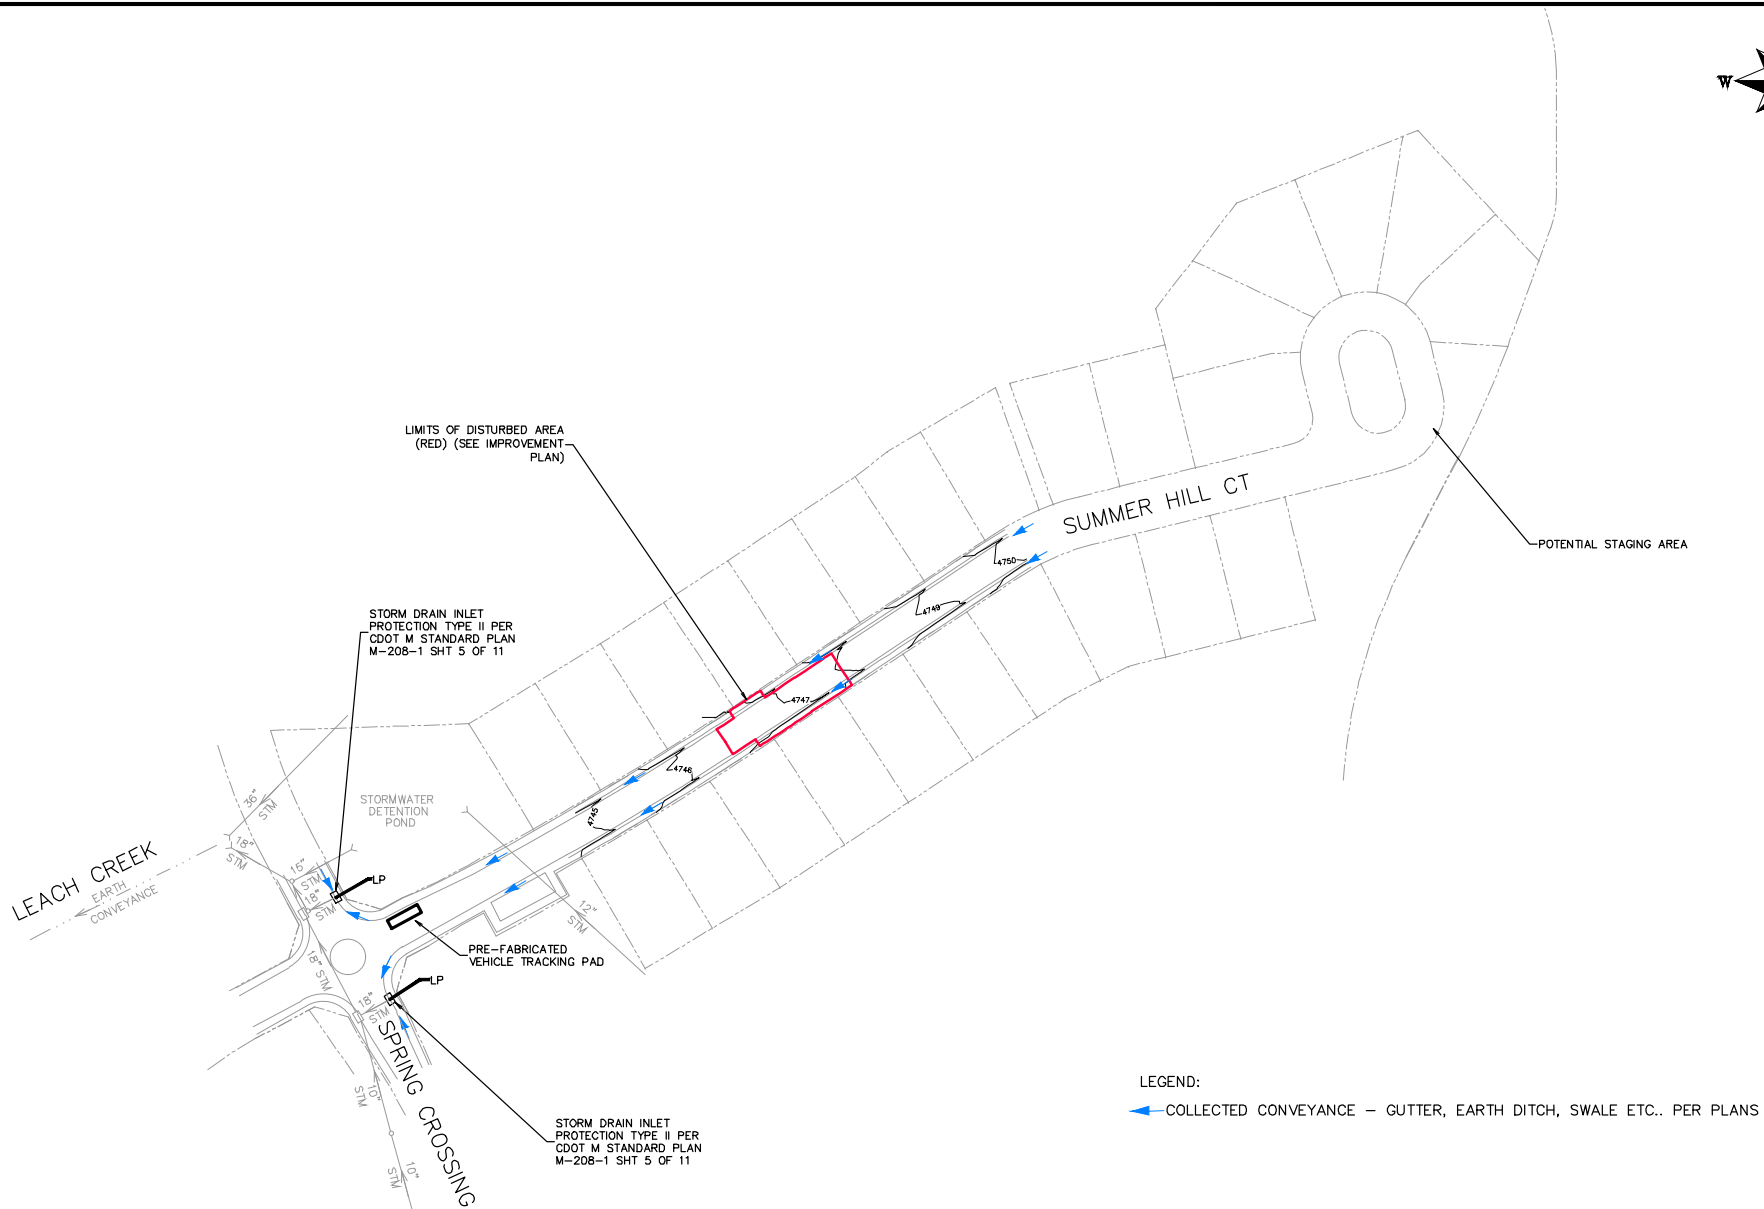 W
LIMITS OF DISTURBED AREA
(RED) (SEE IMPROVEMENT
PLAN)
SUMMER HILL CT
POTENTIAL STAGING AREA
4750
4749
STORM DRAIN INLET
PROTECTION TYPE II PER
CDOT M STANDARD PLAN
M-208-1 SHT 5 OF 11
4747
4746
4745
STORMWATER
DETENTION
POND
36"
STM
18"
STM
15"
STM
18"
STM
LP
LEACH CREEK
EARTH
CONVEYANCE
12"
STM
PRE-FABRICATED
VEHICLE TRACKING PAD
18" STM
LP
18"
STM
SPRING CROSSING
10"
STM
10"
STM
STORM DRAIN INLET
PROTECTION TYPE II PER
CDOT M STANDARD PLAN
M-208-1 SHT 5 OF 11
LEGEND:
COLLECTED CONVEYANCE - GUTTER, EARTH DITCH, SWALE ETC.. PER PLANS